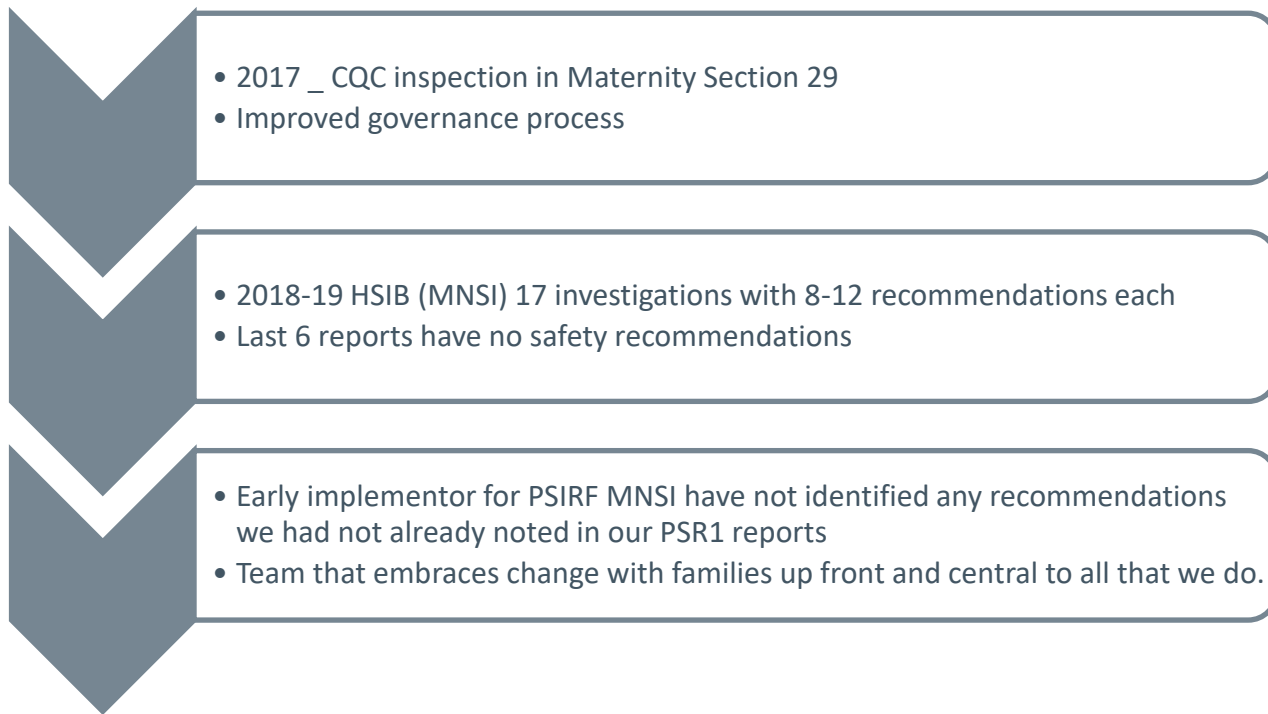 • 2017 _ CQC inspection in Maternity Section 29
• Improved governance process
• 2018-19 HSIB (MNSI) 17 investigations with 8-12 recommendations each
• Last 6 reports have no safety recommendations
• Early implementor for PSIRF MNSI have not identified any recommendations
we had not already noted in our PSR1 reports
• Team that embraces change with families up front and central to all that we do.